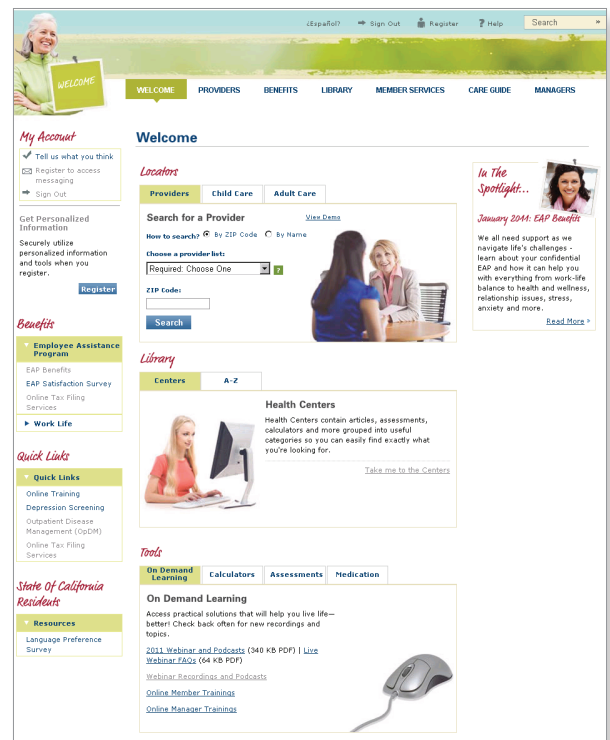 ¿Español?
Sign Out
Register
? Help
Search »
WELCOME
WELCOME
PROVIDERS
BENEFITS
LIBRARY
MEMBER SERVICES
CARE GUIDE
MANAGERS
My Account
Tell us what you think
Register to access
messaging
Sign Out
Get Personalized
Information
Securely utilize
personalized information
and tools when you
register.
Register
Benefits
Employee Assistance
Program
EAP Benefits
EAP Satisfaction Survey
Online Tax Filing
Services
Work Life
Quick Links
Quick Links
Online Training
Depression Screening
Outpatient Disease
Management (OpDM)
Online Tax Filing
Services
State Of California
Residents
Resources
Language Preference
Survey
Welcome
Locators
Providers
Child Care
Adult Care
Search for a Provider
View Demo
How to search? By ZIP Code By Name
Choose a provider list:
Required: Choose One
?
ZIP Code:
Search
Library
Centers
A-Z
Health Centers
Health Centers contain articles, assessments,
calculators and more grouped into useful
categories so you can easily find exactly what
you're looking for.
Take me to the Centers
Tools
On Demand
Learning
Calculators
Assessments
Medication
On Demand Learning
Access practical solutions that will help you live life—
better! Check back often for new recordings and
topics.
2011 Webinar and Podcasts (340 KB PDF) | Live
Webinar FAQs (64 KB PDF)
Webinar Recordings and Podcasts
Online Member Trainings
Online Manager Trainings
In The
Spotlight...
January 2011: EAP Benefits
We all need support as we
navigate life's challenges -
learn about your confidential
EAP and how it can help you
with everything from work-life
balance to health and wellness,
relationship issues, stress,
anxiety and more.
Read More »